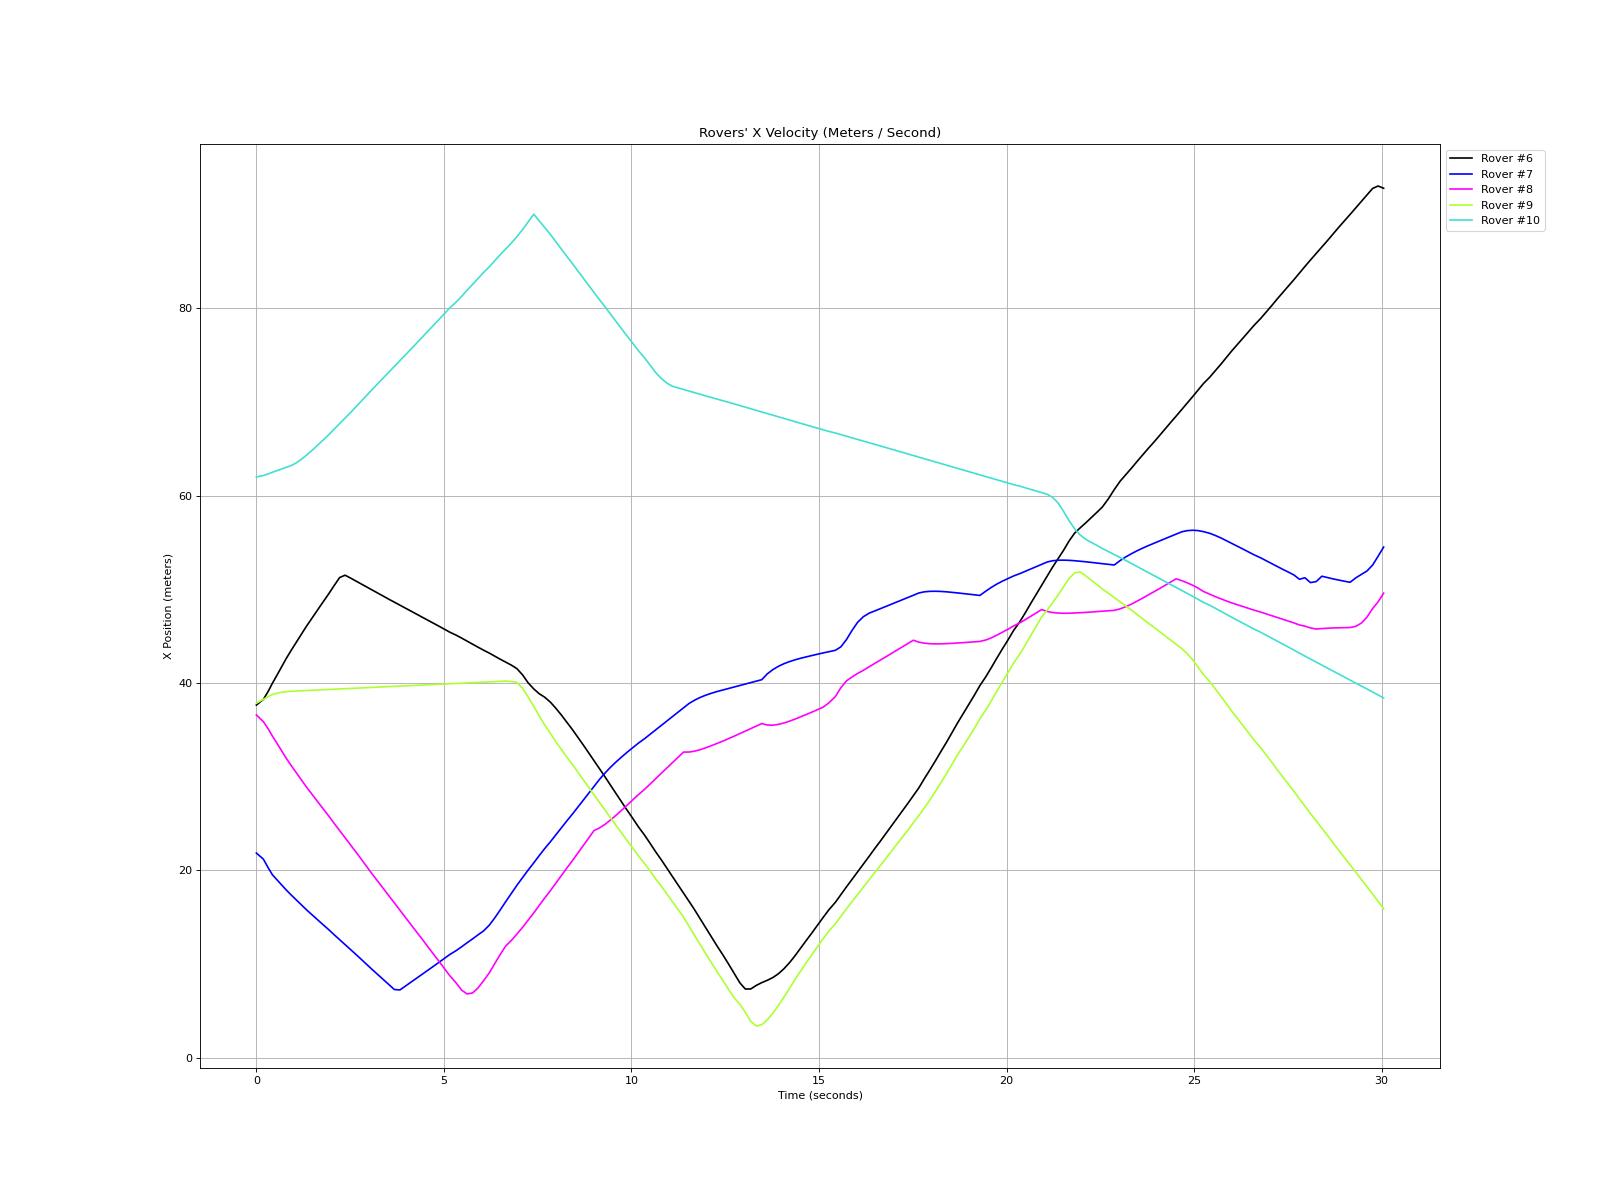 Rovers' X Velocity (Meters / Second)
Rover #6
Rover #7
Rover #8
Rover #9
Rover #10
X Position (meters)
80
60
40
20
0
0 5 10 15 20 25 30
Time (seconds)